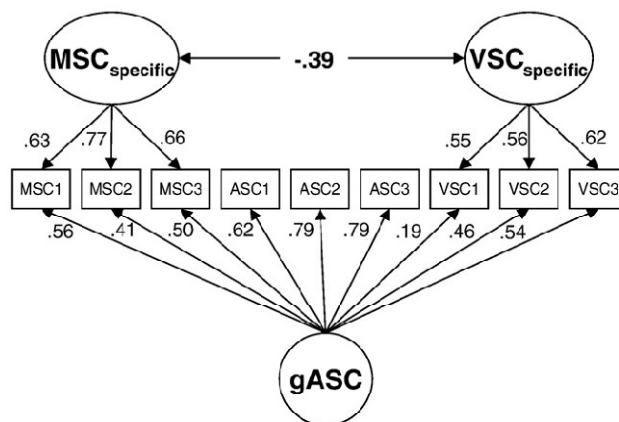 MSCspecific -.39 VSCspecific
.63 .77 .66 .55 .56 .62
MSC1 MSC2 MSC3 ASC1 ASC2 ASC3 VSC1 VSC2 VSC3
.56 .41 .50 .62 .79 .79 .19 .46 .54
gASC